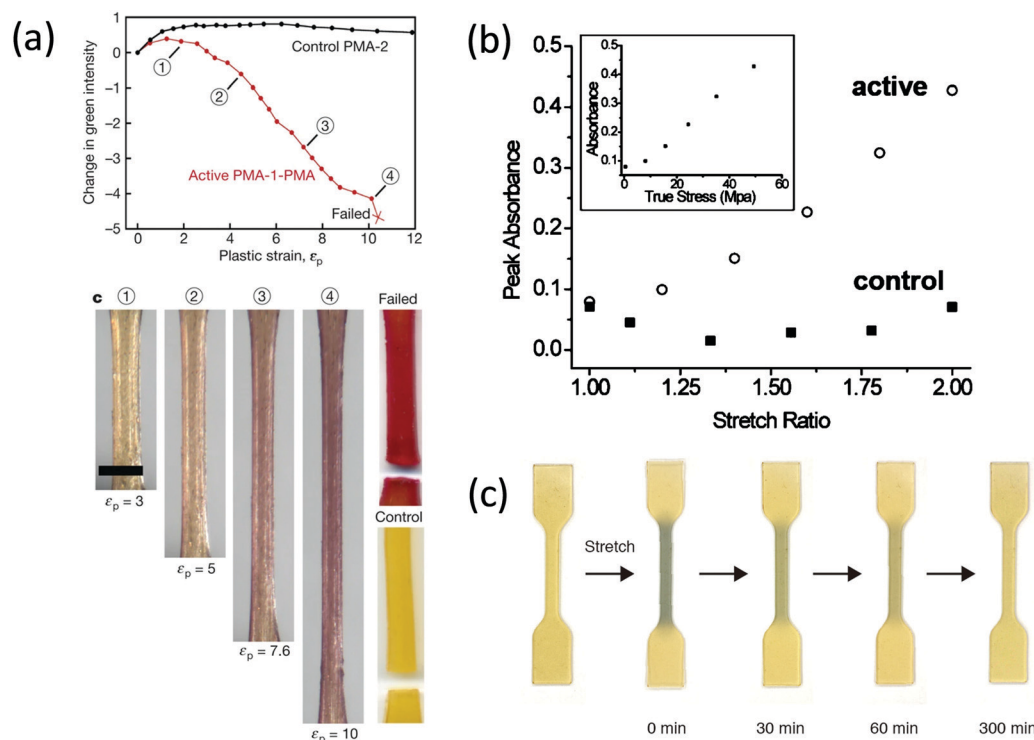 (a)
1
0
−1
−2
−3
−4
−5
Change in green intensity
Control PMA-2
①
②
③
④
Active PMA-1-PMA
Failed
0 2 4 6 8 10 12
Plastic strain, εp
c ① ② ③ ④ Failed
εp = 3
εp = 5
εp = 7.6
εp = 10
Control
(b)
0.5
0.4
0.3
0.2
0.1
0.0
Peak Absorbance
0.4
0.3
0.2
0.1
Absorbance
0 20 40 60
True Stress (Mpa)
active
control
1.00 1.25 1.50 1.75 2.00
Stretch Ratio
(c)
Stretch
0 min 30 min 60 min 300 min